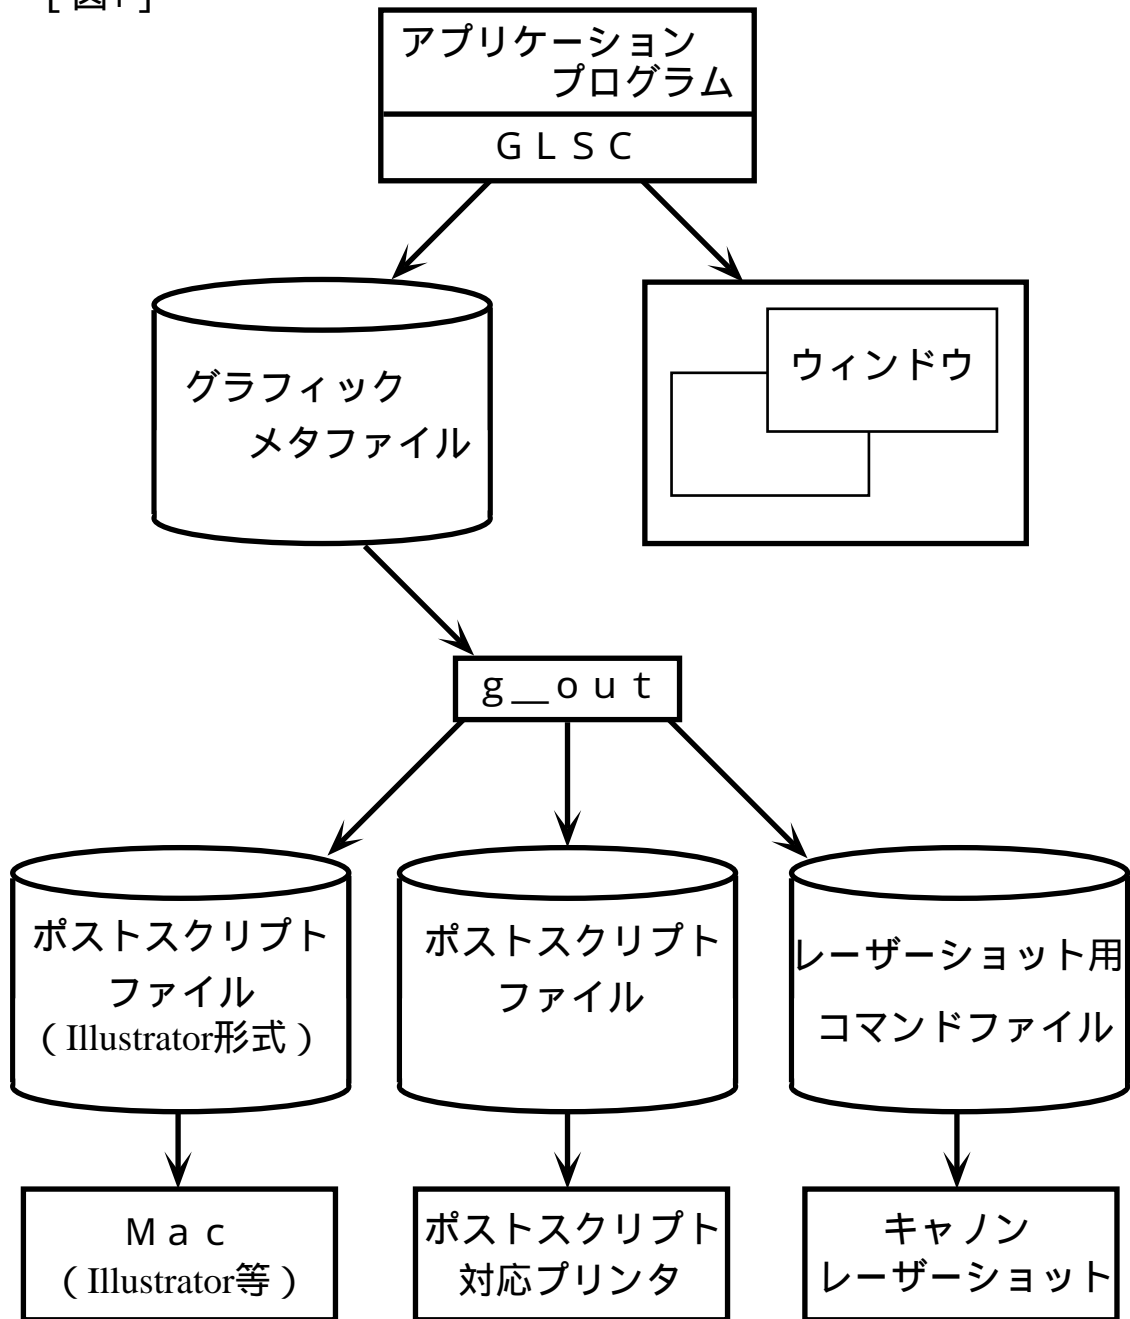 [図1]
アプリケーション
プログラム
GLSC
グラフィック
メタファイル
ウィンドウ
g_out
ポストスクリプト
ファイル
(Illustrator形式)
ポストスクリプト
ファイル
レーザーショット用
コマンドファイル
Mac
(Illustrator等)
ポストスクリプト
対応プリンタ
キャノン
レーザーショット